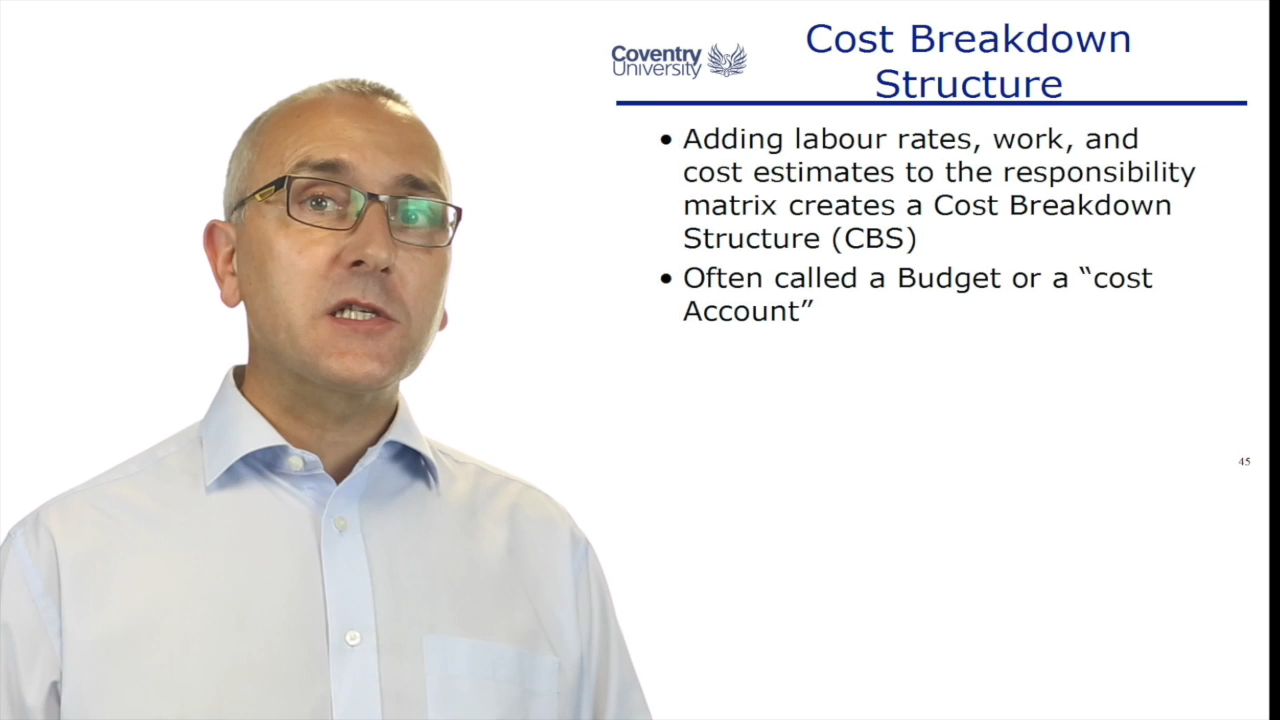 Coventry
University
Cost Breakdown
Structure
• Adding labour rates, work, and
cost estimates to the responsibility
matrix creates a Cost Breakdown
Structure (CBS)
• Often called a Budget or a “cost
Account”
45